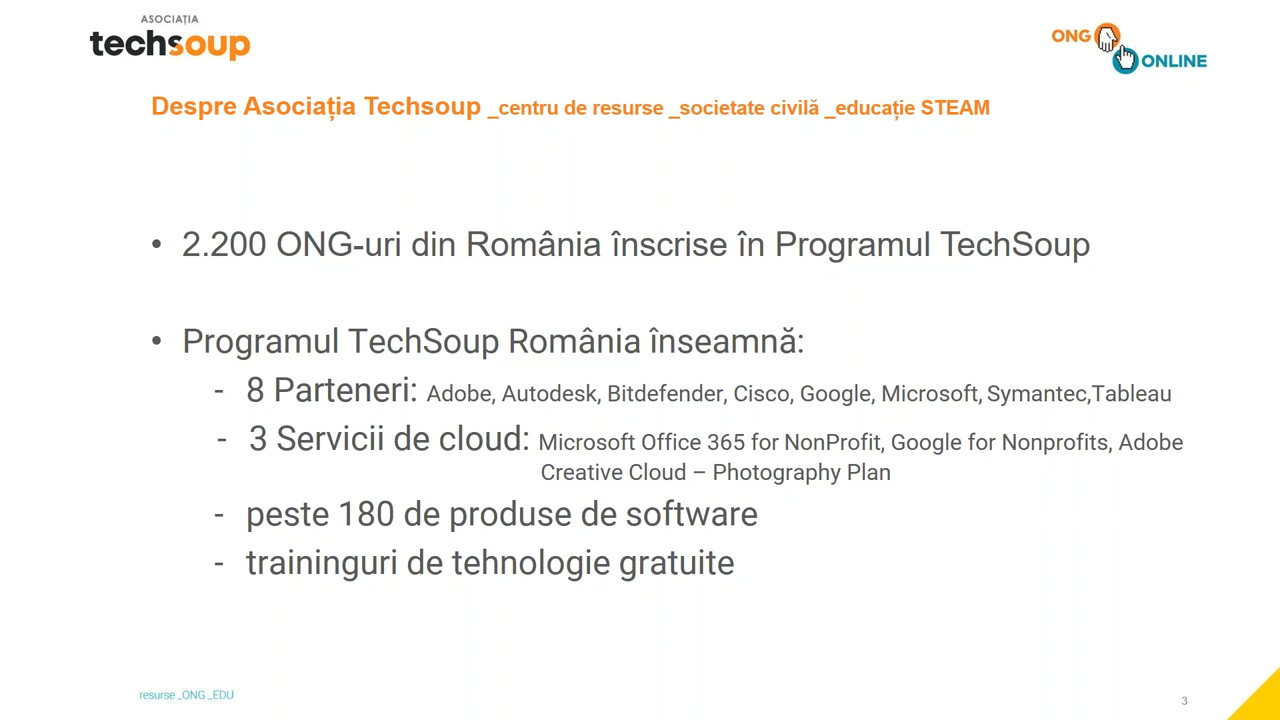 ASOCIAȚIA
techsoup
ONG ONLINE
Despre Asociația Techsoup _centru de resurse _societate civilă _educație STEAM
• 2.200 ONG-uri din România înscrise în Programul TechSoup
• Programul TechSoup România înseamnă:
- 8 Parteneri: Adobe, Autodesk, Bitdefender, Cisco, Google, Microsoft, Symantec,Tableau
- 3 Servicii de cloud: Microsoft Office 365 for NonProfit, Google for Nonprofits, Adobe
Creative Cloud – Photography Plan
- peste 180 de produse de software
- traininguri de tehnologie gratuite
resurse _ONG _EDU
3